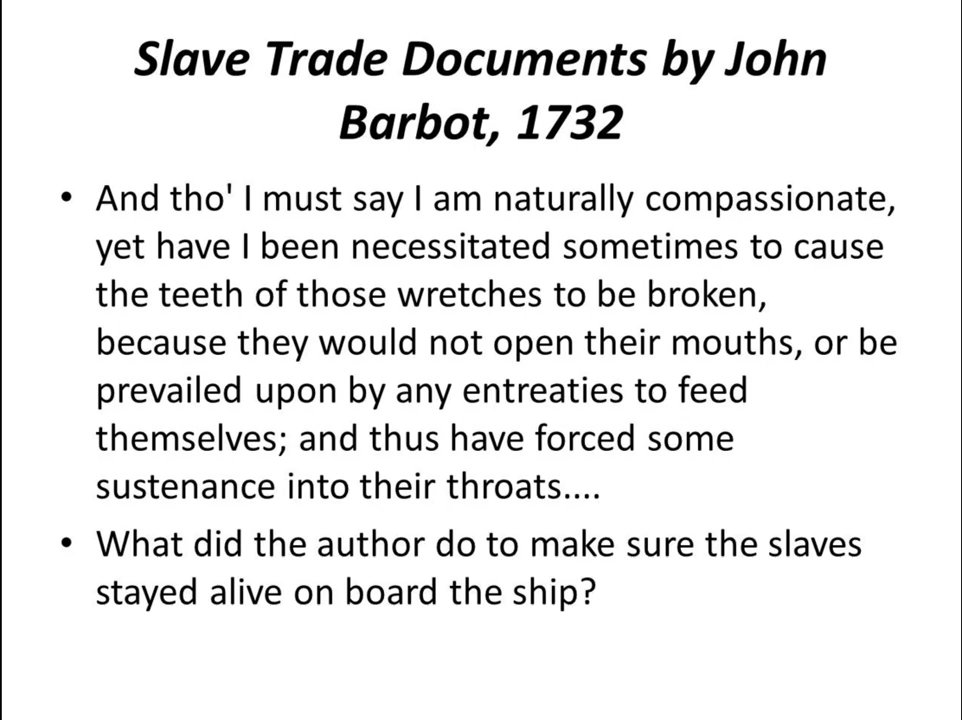 Slave Trade Documents by John
Barbot, 1732
• And tho' I must say I am naturally compassionate,
yet have I been necessitated sometimes to cause
the teeth of those wretches to be broken,
because they would not open their mouths, or be
prevailed upon by any entreaties to feed
themselves; and thus have forced some
sustenance into their throats....
• What did the author do to make sure the slaves
stayed alive on board the ship?